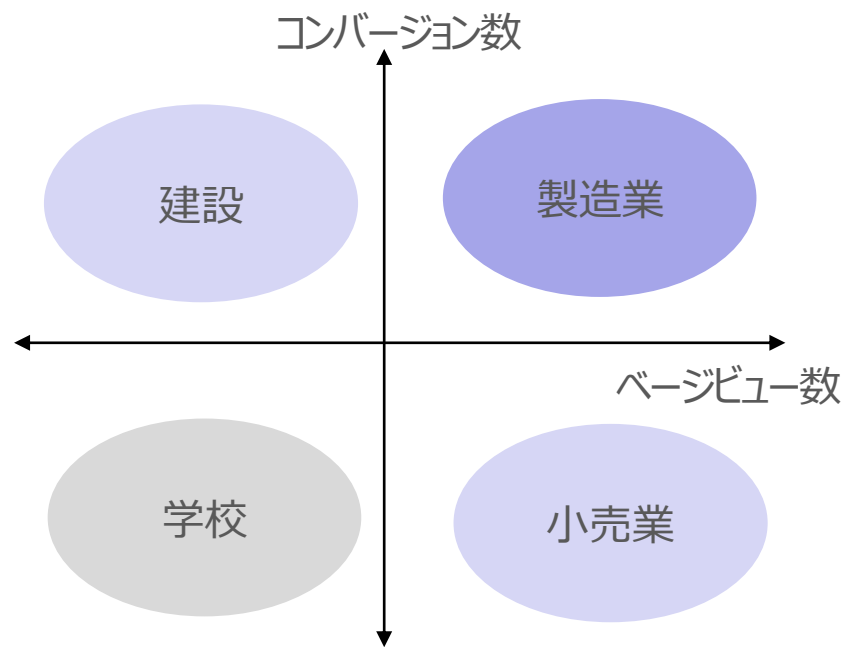 コンバージョン数
建設
製造業
ベージビュー数
学校
小売業